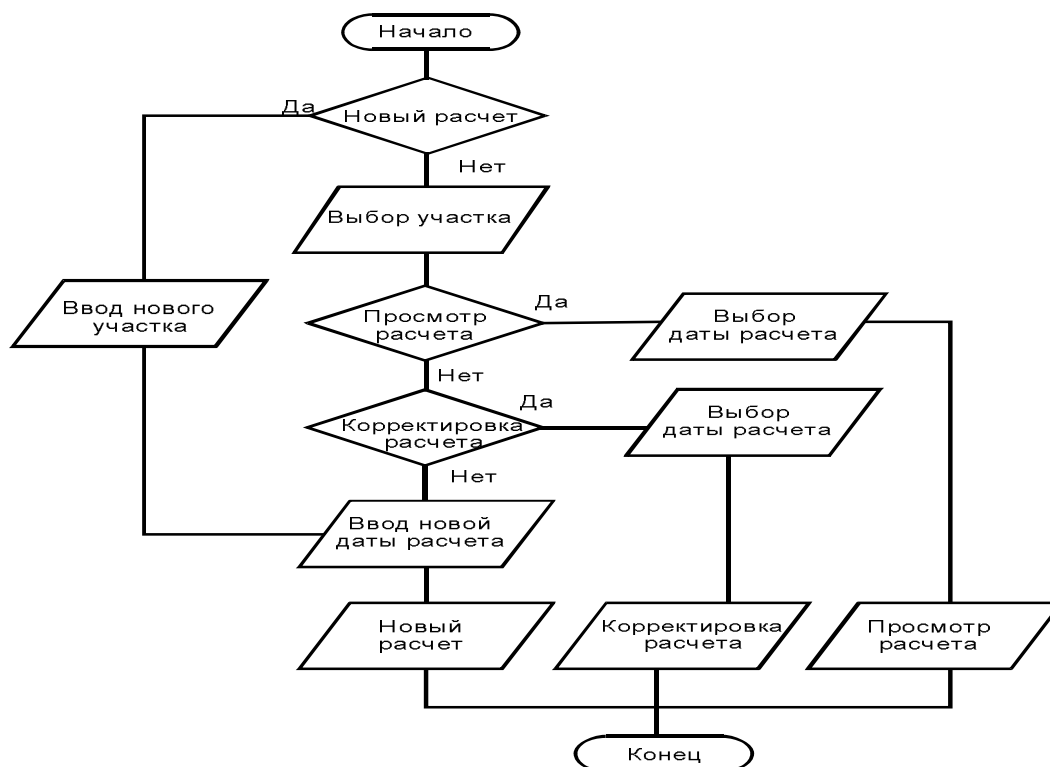 Начало
Да
Новый расчет
Нет
Выбор участка
Ввод нового
участка
Просмотр
расчета
Да
Выбор
даты расчета
Нет
Корректировка
расчета
Да
Выбор
даты расчета
Нет
Ввод новой
даты расчета
Новый
расчет
Корректировка
расчета
Просмотр
расчета
Конец